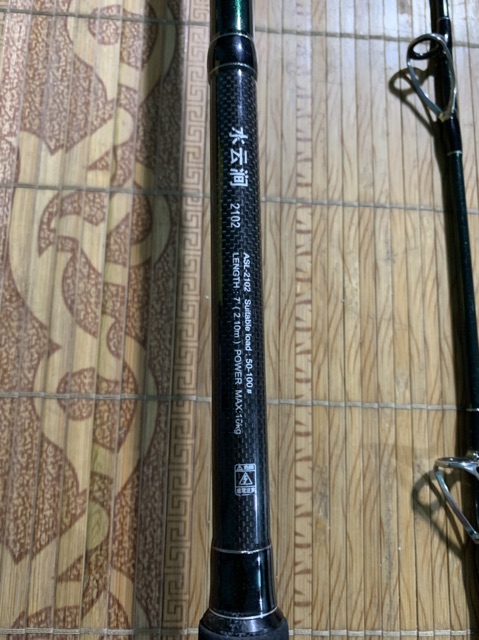 水云涧 2102
ASL-2102 Suitable load : 50-100#
LENGTH : 7' ( 2.10m ) POWER MAX:10kg